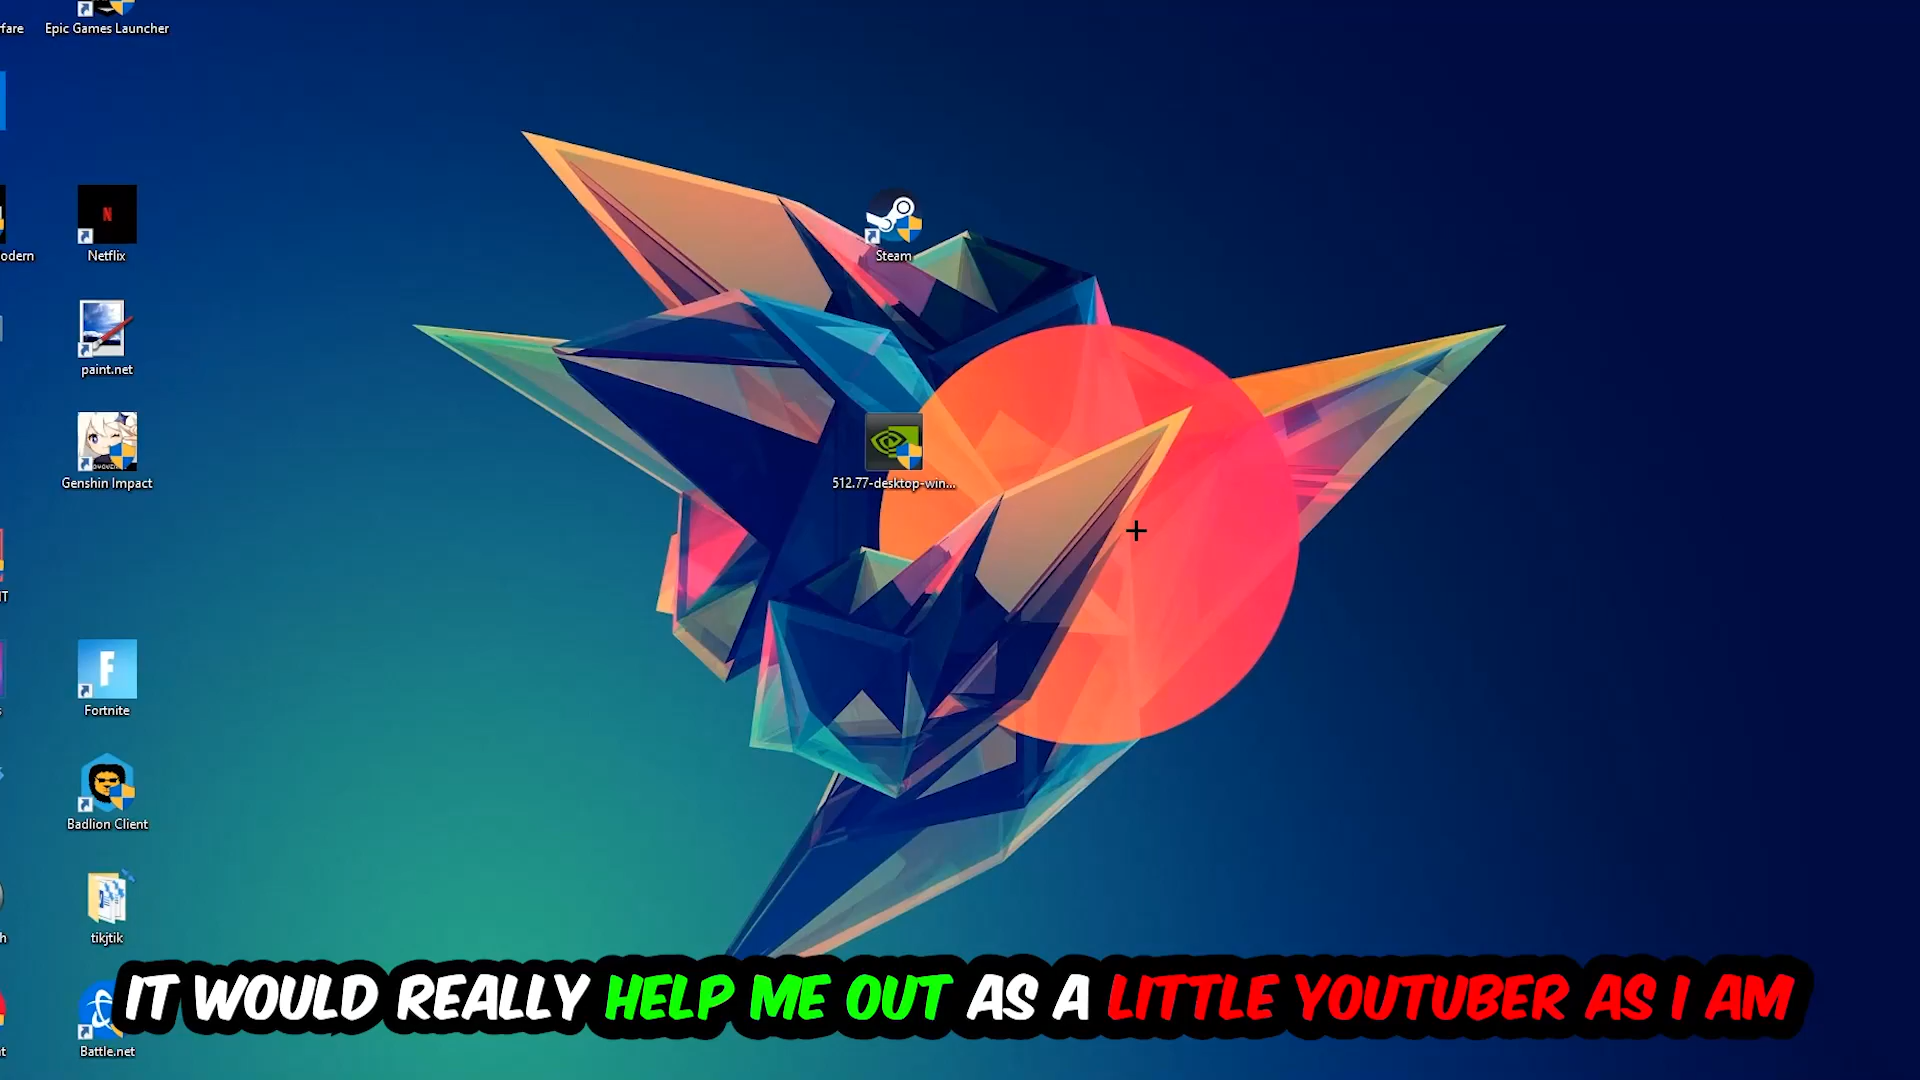 fare
Epic Games Launcher
odern
Netflix
Steam
paint.net
Genshin Impact
512.77-desktop-win...
IT
F
Fortnite
Badlion Client
h
tikjtik
IT WOULD REALLY HELP ME OUT AS A LITTLE YOUTUBER AS I AM
Battle.net